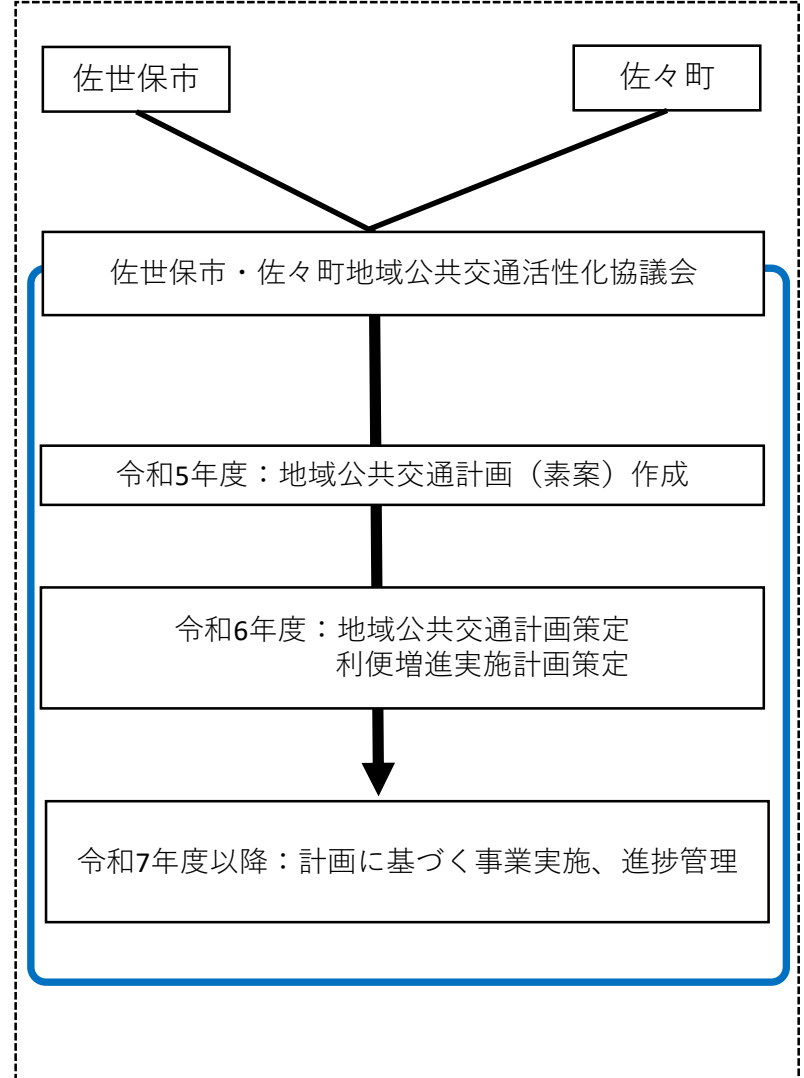 佐世保市
佐々町
佐世保市・佐々町地域公共交通活性化協議会
令和5年度：地域公共交通計画（素案）作成
令和6年度：地域公共交通計画策定
利便増進実施計画策定
令和7年度以降：計画に基づく事業実施、進捗管理